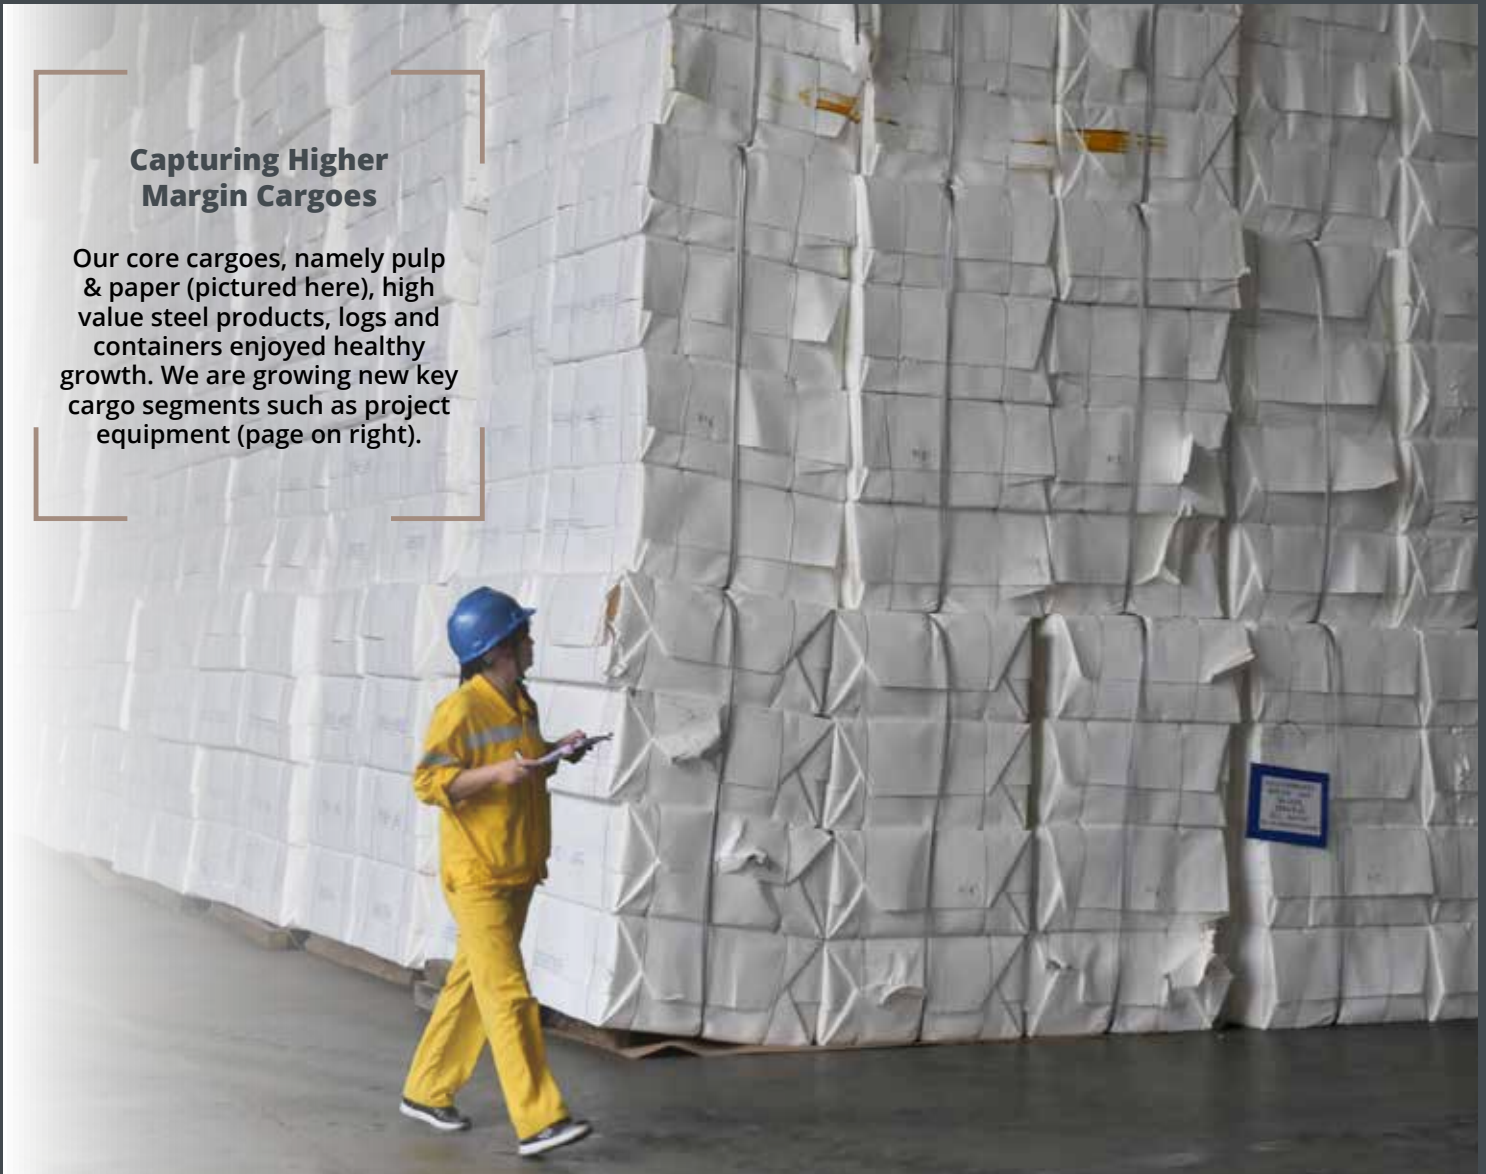 Capturing Higher
Margin Cargoes
Our core cargoes, namely pulp
& paper (pictured here), high
value steel products, logs and
containers enjoyed healthy
growth. We are growing new key
cargo segments such as project
equipment (page on right).